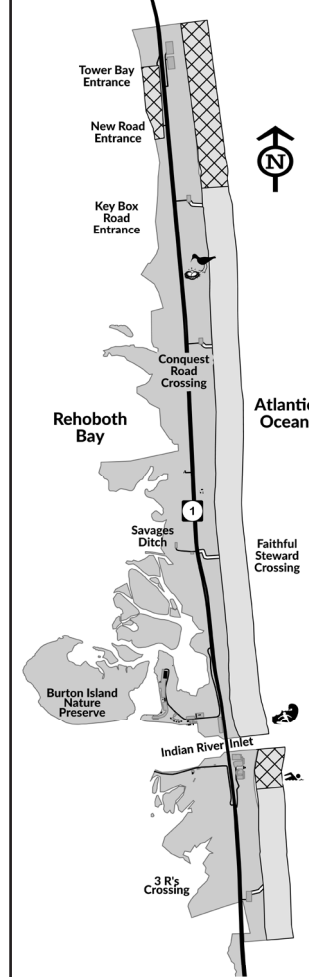 Tower Bay
Entrance
New Road
Entrance
N
Key Box
Road
Entrance
Conquest
Road
Crossing
Rehoboth
Bay
Atlantic
Ocean
1
Savages
Ditch
Faithful
Steward
Crossing
Burton Island
Nature
Preserve
Indian River Inlet
3 R's
Crossing